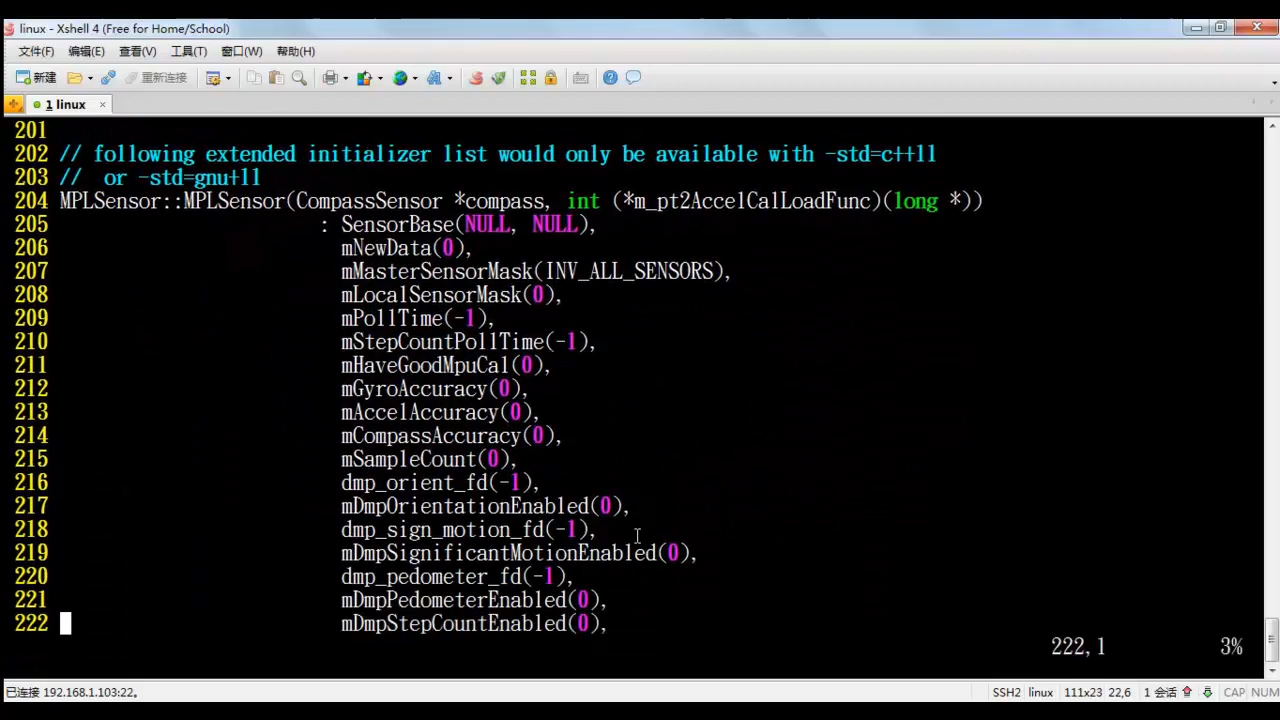 linux - Xshell 4 (Free for Home/School)
文件(F) 编辑(E) 查看(V) 工具(T) 窗口(W) 帮助(H)
新建 重新连接
1 linux
201
202 // following extended initializer list would only be available with -std=c++11
203 //  or -std=gnu+11
204 MPLSensor::MPLSensor(CompassSensor *compass, int (*m_pt2AccelCalLoadFunc)(long *))
205 : SensorBase(NULL, NULL),
206 mNewData(0),
207 mMasterSensorMask(INV_ALL_SENSORS),
208 mLocalSensorMask(0),
209 mPollTime(-1),
210 mStepCountPollTime(-1),
211 mHaveGoodMpuCal(0),
212 mGyroAccuracy(0),
213 mAccelAccuracy(0),
214 mCompassAccuracy(0),
215 mSampleCount(0),
216 dmp_orient_fd(-1),
217 mDmpOrientationEnabled(0),
218 dmp_sign_motion_fd(-1),
219 mDmpSignificantMotionEnabled(0),
220 dmp_pedometer_fd(-1),
221 mDmpPedometerEnabled(0),
222 mDmpStepCountEnabled(0),
222,1 3%
已连接 192.168.1.103:22。 SSH2 linux 111x23 22,6 1 会话 CAP NUM